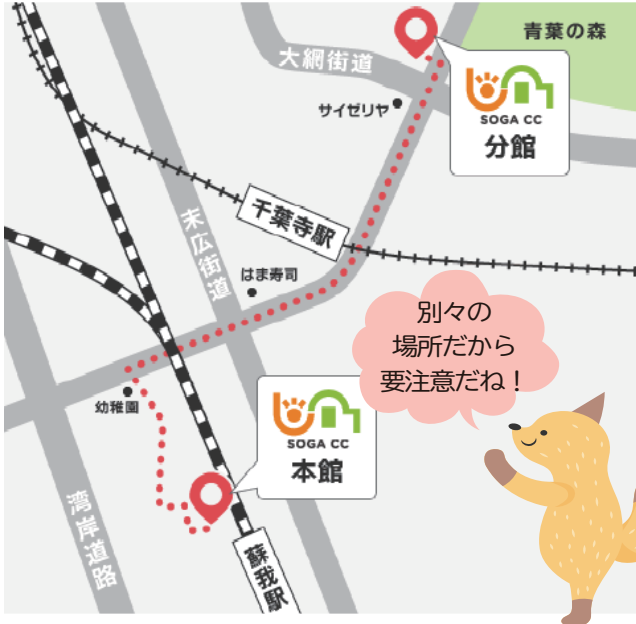 青葉の森
大網街道
サイゼリヤ
SOGA CC
分館
千葉寺駅
末広街道
はま寿司
別々の
場所だから
要注意だね！
幼稚園
SOGA CC
本館
湾岸道路
蘇我駅